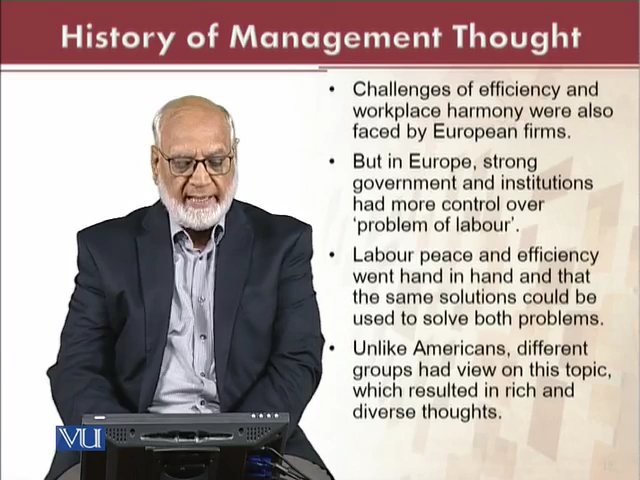 History of Management Thought
• Challenges of efficiency and
workplace harmony were also
faced by European firms.
• But in Europe, strong
government and institutions
had more control over
‘problem of labour’.
• Labour peace and efficiency
went hand in hand and that
the same solutions could be
used to solve both problems.
• Unlike Americans, different
groups had view on this topic,
which resulted in rich and
diverse thoughts.
VU